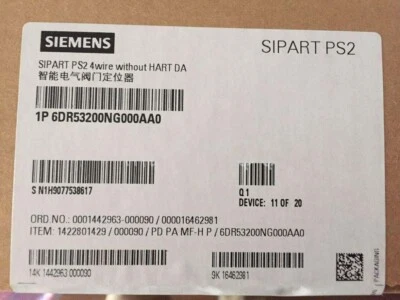 SIEMENS
SIPART PS2
SIPART PS2 4wire without HART DA
智能电气阀门定位器
1P 6DR53200NG000AA0
S N1H9077538617
Q 1
DEVICE: 11 OF 20
ORD NO.: 0001442963-000090 / 000016462981
ITEM: 1422801429 / 000090 / PD PA MF-H P / 6DR53200NG000AA0
14K 1442963 000090
9K 16462981
PACKAGING